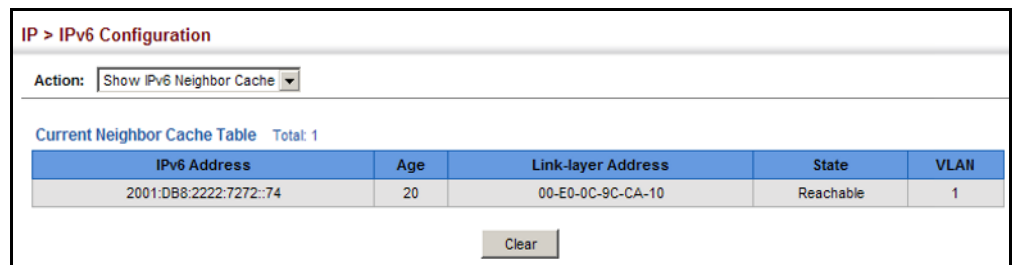 IP > IPv6 Configuration
Action: Show IPv6 Neighbor Cache
Current Neighbor Cache Table Total: 1
IPv6 Address Age Link-layer Address State VLAN
2001:DB8:2222:7272::74 20 00-E0-0C-9C-CA-10 Reachable 1
Clear